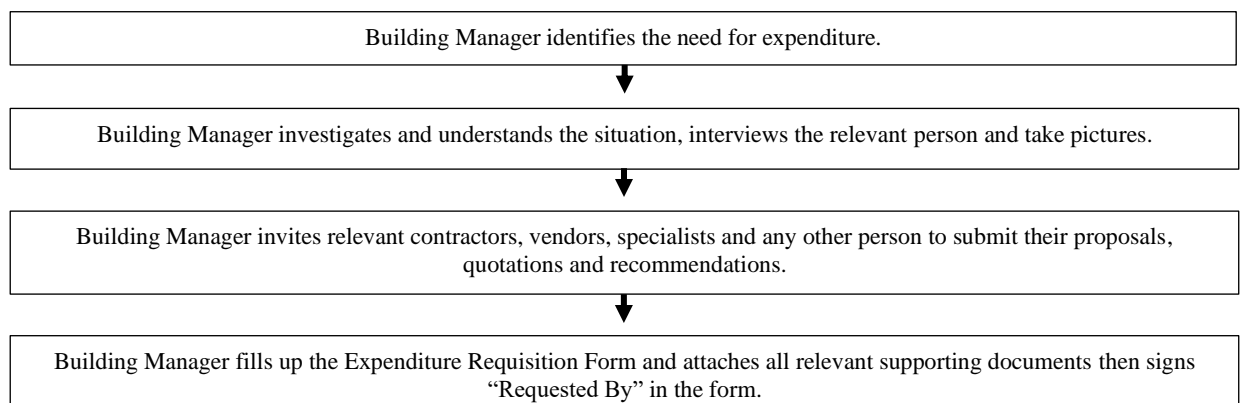 Building Manager identifies the need for expenditure.
Building Manager investigates and understands the situation, interviews the relevant person and take pictures.
Building Manager invites relevant contractors, vendors, specialists and any other person to submit their proposals,
quotations and recommendations.
Building Manager fills up the Expenditure Requisition Form and attaches all relevant supporting documents then signs
“Requested By” in the form.